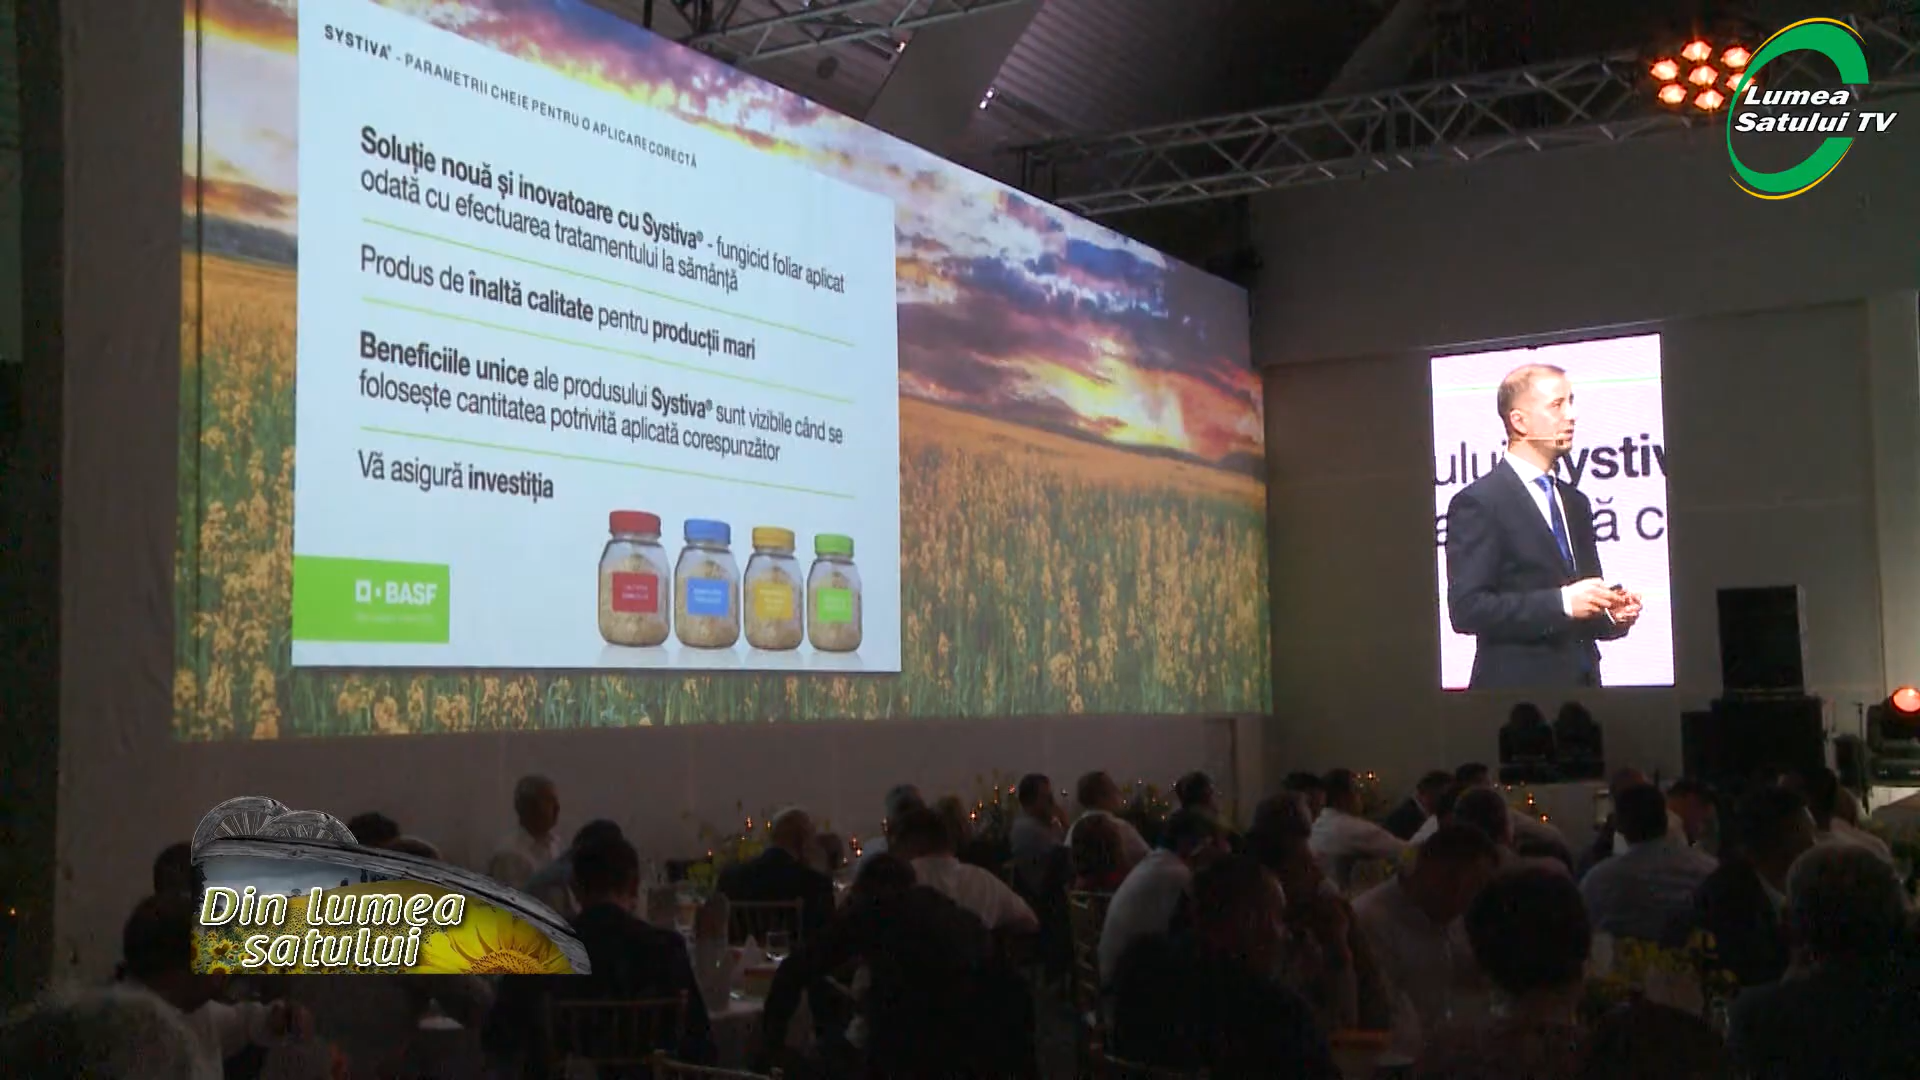 SYSTIVA® - PARAMETRII CHEIE PENTRU O APLICARE CORECTĂ
Soluție nouă și inovatoare cu Systiva® - fungicid foliar aplicat
odată cu efectuarea tratamentului la sămânță
Produs de înaltă calitate pentru producții mari
Beneficiile unice ale produsului Systiva® sunt vizibile când se
folosește cantitatea potrivită aplicată corespunzător
Vă asigură investiția
BASF
Lumea
Satului TV
ului Systiv
ă c
Din lumea
satului